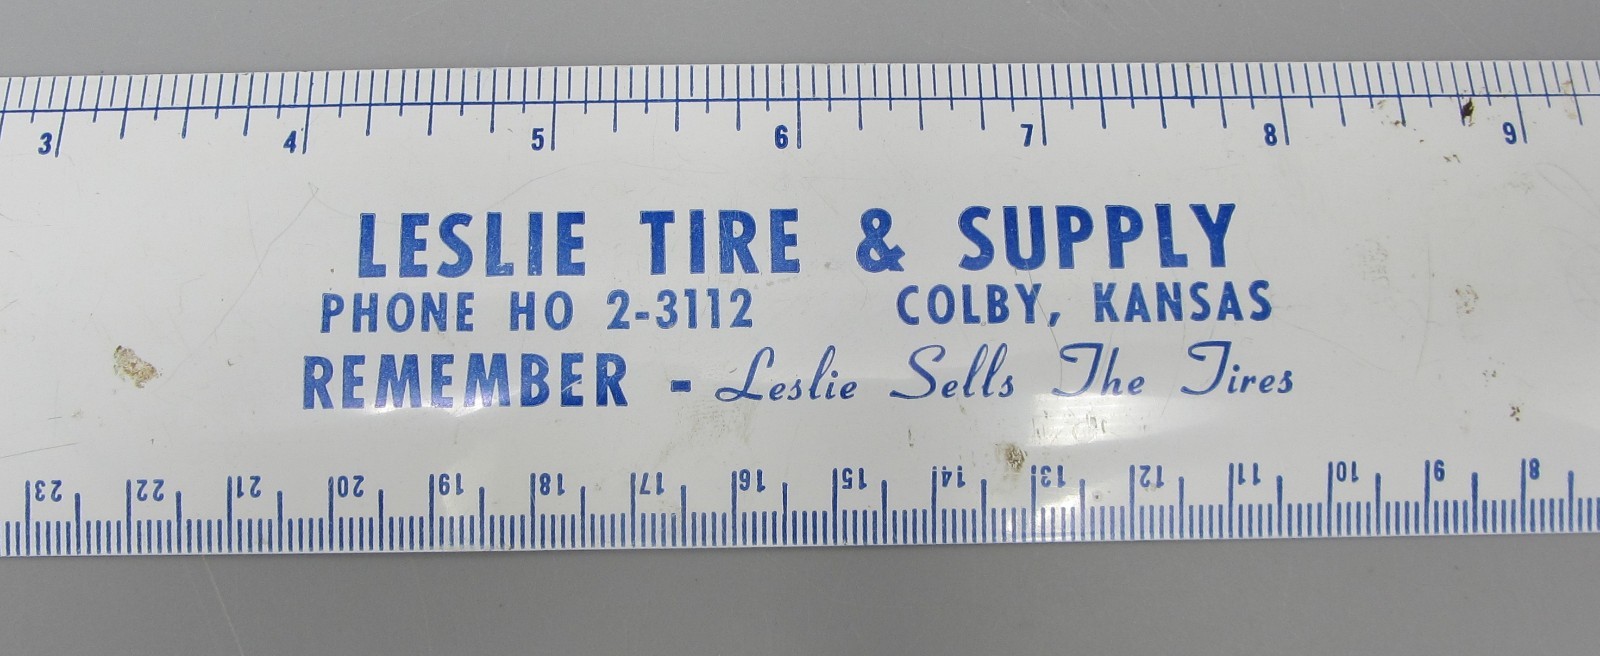 3 4 5 6 7 8 9
LESLIE TIRE & SUPPLY
PHONE HO 2-3112 COLBY, KANSAS
REMEMBER - Leslie Sells The Tires
23 22 21 20 19 18 17 16 15 14 13 12 11 10 9 8